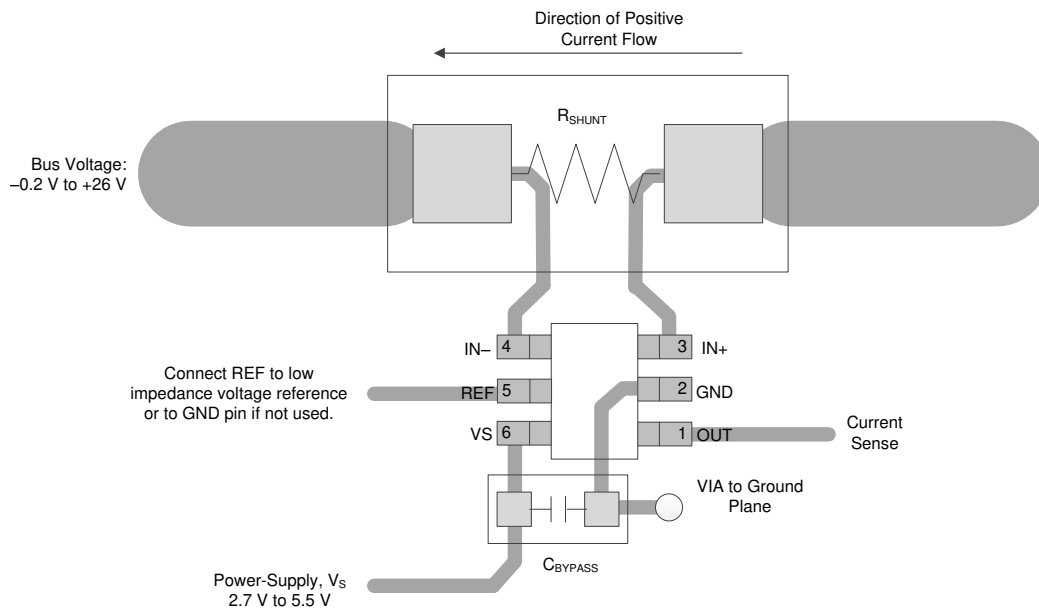 Direction of Positive
Current Flow
RSHUNT
Bus Voltage:
–0.2 V to +26 V
IN– 4
3 IN+
Connect REF to low
impedance voltage reference
or to GND pin if not used.
REF 5
2 GND
VS 6
1 OUT
Current
Sense
VIA to Ground
Plane
CBYPASS
Power-Supply, VS
2.7 V to 5.5 V